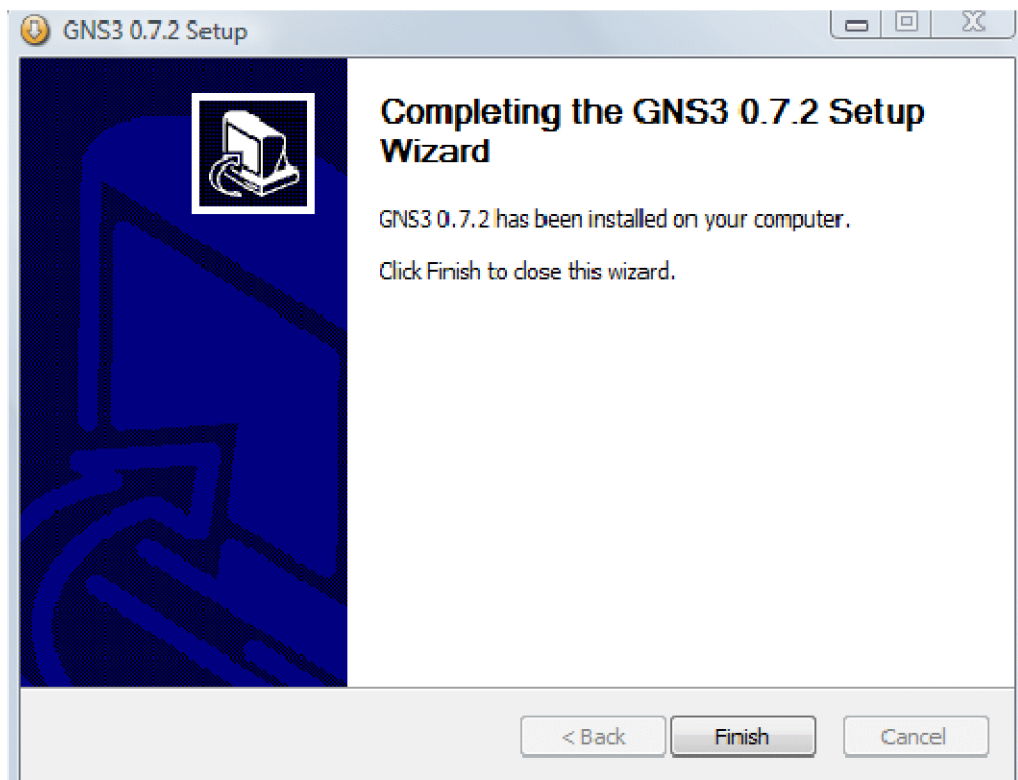 GNS3 0.7.2 Setup
Completing the GNS3 0.7.2 Setup
Wizard
GNS3 0.7.2 has been installed on your computer.
Click Finish to close this wizard.
< Back
Finish
Cancel